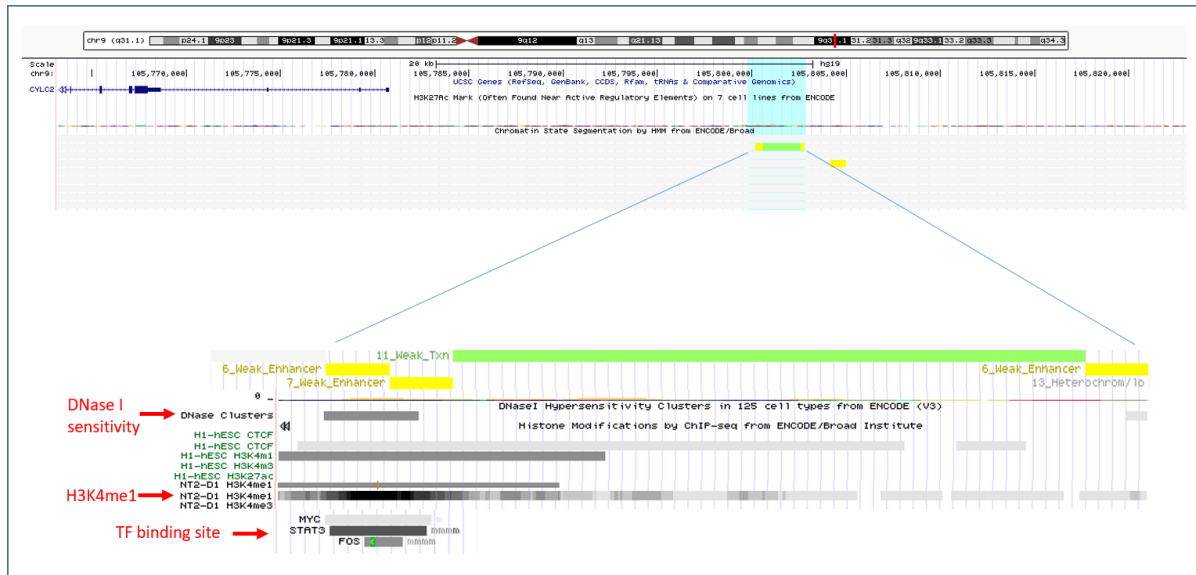 chr9 (q31.1) p24.1 9p23 9p21.3 9p21.1 13.3 p12 p11.2 9q12 q13 q21.13 9q3 .1 31.2 31.3 q32 9q33.1 33.2 q33.3 q34.3
Scale 20 kb hg19
chr9: 105,770,000 105,775,000 105,780,000 105,785,000 105,790,000 105,795,000 105,800,000 105,805,000 105,810,000 105,815,000 105,820,000
UCSC Genes (RefSeq, GenBank, CCDS, Rfam, tRNAs & Comparative Genomics)
CYLC2
H3K27Ac Mark (Often Found Near Active Regulatory Elements) on 7 cell lines from ENCODE
Chromatin State Segmentation by HMM from ENCODE/Broad
11_Weak_Txn
6_Weak_Enhancer 6_Weak_Enhancer
7_Weak_Enhancer 13_Heterochrom/lo
0 _
DNaseI Hypersensitivity Clusters in 125 cell types from ENCODE (V3)
DNase I
sensitivity
DNase Clusters
Histone Modifications by ChIP-seq from ENCODE/Broad Institute
H1-hESC CTCF
H1-hESC CTCF
H1-hESC H3K4m1
H1-hESC H3K4m3
H1-hESC H3K27ac
NT2-D1 H3K4me1
H3K4me1
NT2-D1 H3K4me1
NT2-D1 H3K4me3
MYC m
TF binding site
STAT3 mmmm
FOS mmmmm